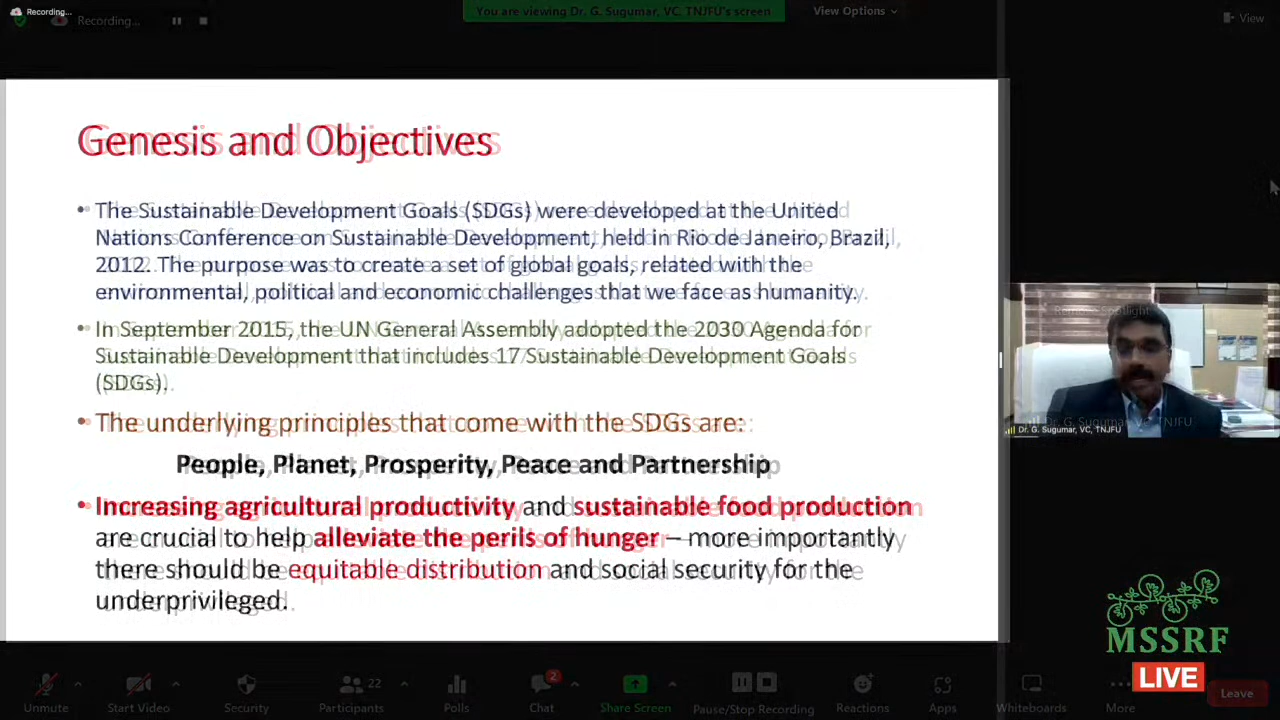 Recording...
Recording...
You are viewing Dr. G. Sugumar, VC, TNJFU's screen
View Options
View
Genesis and Objectives
• The Sustainable Development Goals (SDGs) were developed at the United
Nations Conference on Sustainable Development, held in Rio de Janeiro, Brazil,
2012. The purpose was to create a set of global goals, related with the
environmental, political and economic challenges that we face as humanity.
• In September 2015, the UN General Assembly adopted the 2030 Agenda for
Sustainable Development that includes 17 Sustainable Development Goals
(SDGs).
• The underlying principles that come with the SDGs are:
People, Planet, Prosperity, Peace and Partnership
• Increasing agricultural productivity and sustainable food production
are crucial to help alleviate the perils of hunger – more importantly
there should be equitable distribution and social security for the
underprivileged.
Dr. G. Sugumar, VC, TNJFU
Dr. G. Sugumar, VC, TNJFU
MSSRF
LIVE
Unmute
Start Video
Security
22
Participants
Polls
2
Chat
Share Screen
Pause/Stop Recording
Reactions
Apps
Whiteboards
More
Leave